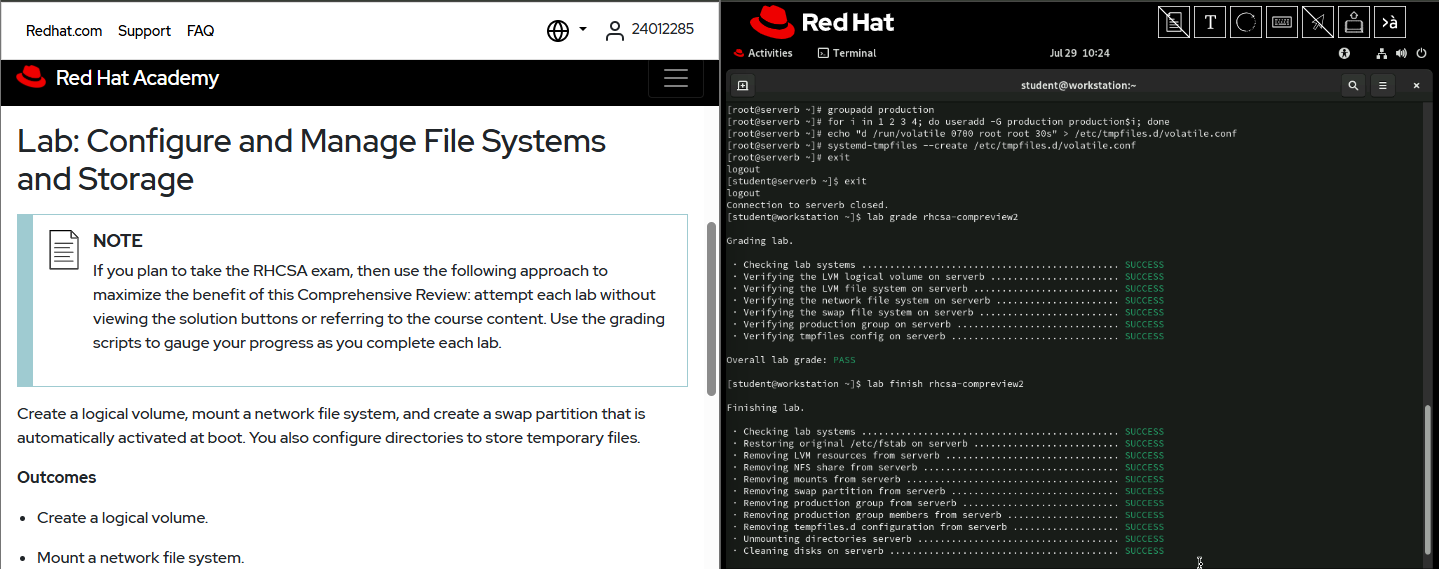 Redhat.com Support FAQ 24012285
Red Hat Academy
Lab: Configure and Manage File Systems
and Storage
NOTE
If you plan to take the RHCSA exam, then use the following approach to
maximize the benefit of this Comprehensive Review: attempt each lab without
viewing the solution buttons or referring to the course content. Use the grading
scripts to gauge your progress as you complete each lab.
Create a logical volume, mount a network file system, and create a swap partition that is
automatically activated at boot. You also configure directories to store temporary files.
Outcomes
• Create a logical volume.
• Mount a network file system.
Red Hat
T
>à
Activities Terminal Jul 29 10:24
student@workstation:~
[root@serverb ~]# groupadd production
[root@serverb ~]# for i in 1 2 3 4; do useradd -G production production$i; done
[root@serverb ~]# echo "d /run/volatile 0700 root root 30s" > /etc/tmpfiles.d/volatile.conf
[root@serverb ~]# systemd-tmpfiles --create /etc/tmpfiles.d/volatile.conf
[root@serverb ~]# exit
logout
[student@serverb ~]$ exit
logout
Connection to serverb closed.
[student@workstation ~]$ lab grade rhcsa-compreview2
Grading lab.
· Checking lab systems ............................................. SUCCESS
· Verifying the LVM logical volume on serverb ...................... SUCCESS
· Verifying the LVM file system on serverb ......................... SUCCESS
· Verifying the network file system on serverb ..................... SUCCESS
· Verifying the swap file system on serverb ........................ SUCCESS
· Verifying production group on serverb ............................ SUCCESS
· Verifying tmpfiles config on serverb ............................. SUCCESS
Overall lab grade: PASS
[student@workstation ~]$ lab finish rhcsa-compreview2
Finishing lab.
· Checking lab systems ............................................. SUCCESS
· Restoring original /etc/fstab on serverb ......................... SUCCESS
· Removing LVM resources from serverb .............................. SUCCESS
· Removing NFS share from serverb .................................. SUCCESS
· Removing mounts from serverb ..................................... SUCCESS
· Removing swap partition from serverb ............................. SUCCESS
· Removing production group from serverb ........................... SUCCESS
· Removing production group members from serverb ................... SUCCESS
· Removing tempfiles.d configuration from serverb .................. SUCCESS
· Unmounting directories serverb ................................... SUCCESS
· Cleaning disks on serverb ........................................ SUCCESS